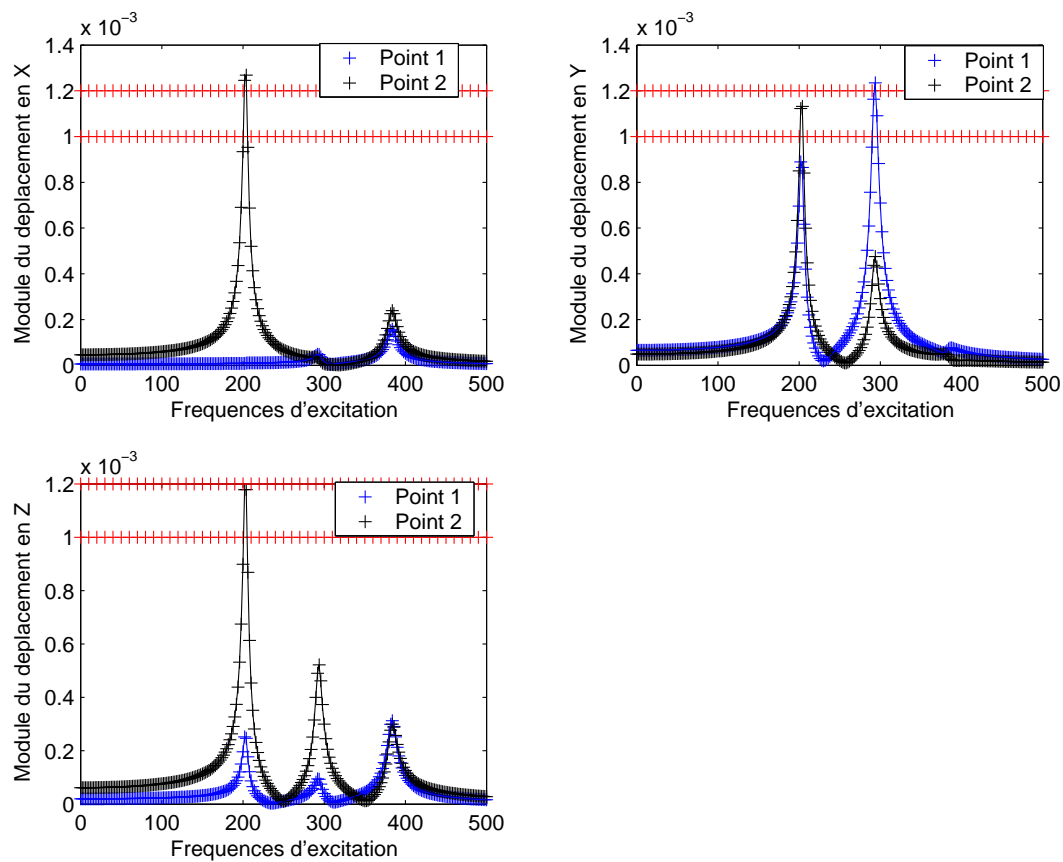 x 10⁻³
1.4
1.2
1
0.8
0.6
0.4
0.2
0
Module du deplacement en X
Point 1
Point 2
0 100 200 300 400 500
Frequences d'excitation
x 10⁻³
1.4
1.2
1
0.8
0.6
0.4
0.2
0
Module du deplacement en Y
Point 1
Point 2
0 100 200 300 400 500
Frequences d'excitation
x 10⁻³
1.2
1
0.8
0.6
0.4
0.2
0
Module du deplacement en Z
Point 1
Point 2
0 100 200 300 400 500
Frequences d'excitation